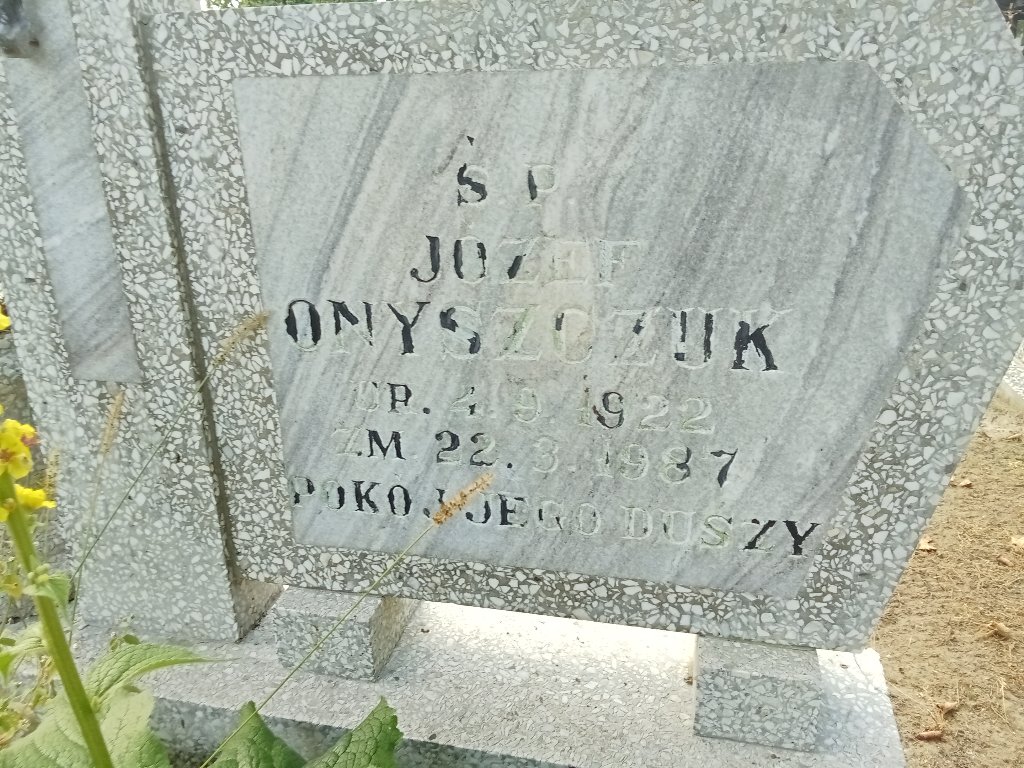 Ś P
JÓZEF
ONYSZCZUK
UR. 4.9.1922
ZM 22.3.1987
POKÓJ JEGO DUSZY